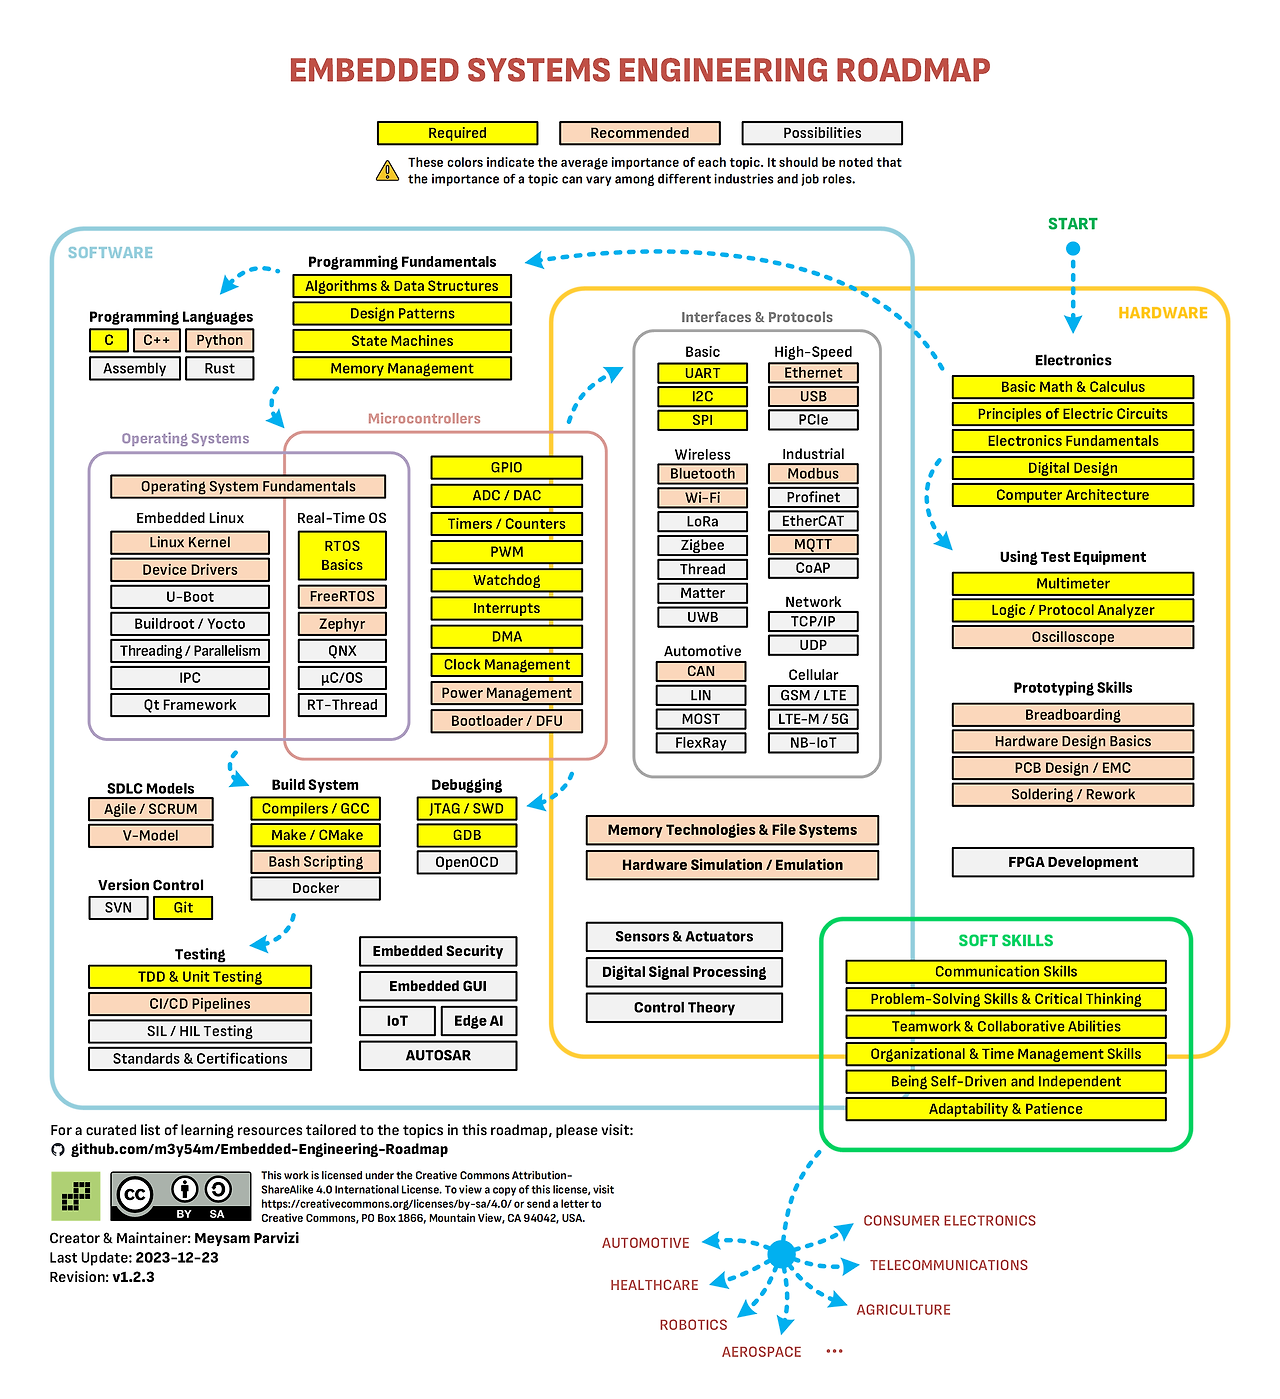 EMBEDDED SYSTEMS ENGINEERING ROADMAP
Required
Recommended
Possibilities
These colors indicate the average importance of each topic. It should be noted that
the importance of a topic can vary among different industries and job roles.
START
SOFTWARE
HARDWARE
Programming Fundamentals
Algorithms & Data Structures
Design Patterns
State Machines
Memory Management
Programming Languages
C
C++
Python
Assembly
Rust
Operating Systems
Microcontrollers
Operating System Fundamentals
Embedded Linux
Linux Kernel
Device Drivers
U-Boot
Buildroot / Yocto
Threading / Parallelism
IPC
Qt Framework
Real-Time OS
RTOS
Basics
FreeRTOS
Zephyr
QNX
µC/OS
RT-Thread
GPIO
ADC / DAC
Timers / Counters
PWM
Watchdog
Interrupts
DMA
Clock Management
Power Management
Bootloader / DFU
Interfaces & Protocols
Basic
UART
I2C
SPI
High-Speed
Ethernet
USB
PCIe
Wireless
Bluetooth
Wi-Fi
LoRa
Zigbee
Thread
Matter
UWB
Industrial
Modbus
Profinet
EtherCAT
MQTT
CoAP
Network
TCP/IP
UDP
Automotive
CAN
LIN
MOST
FlexRay
Cellular
GSM / LTE
LTE-M / 5G
NB-IoT
Electronics
Basic Math & Calculus
Principles of Electric Circuits
Electronics Fundamentals
Digital Design
Computer Architecture
Using Test Equipment
Multimeter
Logic / Protocol Analyzer
Oscilloscope
Prototyping Skills
Breadboarding
Hardware Design Basics
PCB Design / EMC
Soldering / Rework
FPGA Development
SDLC Models
Agile / SCRUM
V-Model
Build System
Compilers / GCC
Make / CMake
Bash Scripting
Docker
Debugging
JTAG / SWD
GDB
OpenOCD
Version Control
SVN
Git
Testing
TDD & Unit Testing
CI/CD Pipelines
SIL / HIL Testing
Standards & Certifications
Embedded Security
Embedded GUI
IoT
Edge AI
AUTOSAR
Memory Technologies & File Systems
Hardware Simulation / Emulation
Sensors & Actuators
Digital Signal Processing
Control Theory
SOFT SKILLS
Communication Skills
Problem-Solving Skills & Critical Thinking
Teamwork & Collaborative Abilities
Organizational & Time Management Skills
Being Self-Driven and Independent
Adaptability & Patience
For a curated list of learning resources tailored to the topics in this roadmap, please visit:
github.com/m3y54m/Embedded-Engineering-Roadmap
CC
BY SA
This work is licensed under the Creative Commons Attribution-
ShareAlike 4.0 International License. To view a copy of this license, visit
https://creativecommons.org/licenses/by-sa/4.0/ or send a letter to
Creative Commons, PO Box 1866, Mountain View, CA 94042, USA.
Creator & Maintainer: Meysam Parvizi
Last Update: 2023-12-23
Revision: v1.2.3
CONSUMER ELECTRONICS
AUTOMOTIVE
TELECOMMUNICATIONS
HEALTHCARE
AGRICULTURE
ROBOTICS
AEROSPACE
...